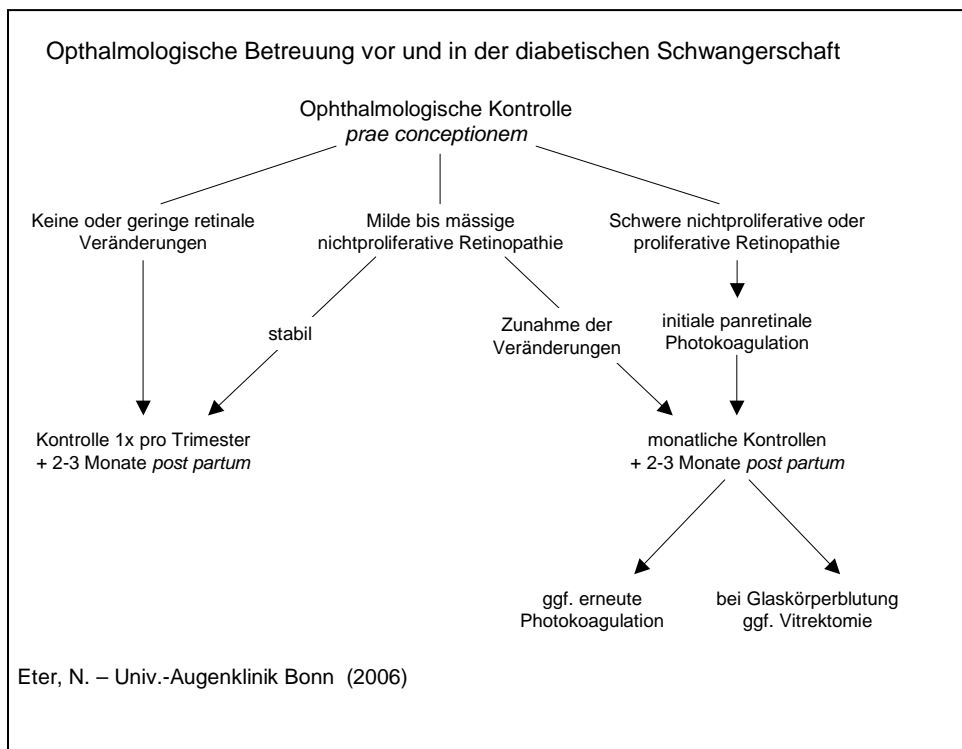 Opthalmologische Betreuung vor und in der diabetischen Schwangerschaft
Ophthalmologische Kontrolle
prae conceptionem
Keine oder geringe retinale
Veränderungen
Milde bis mässige
nichtproliferative Retinopathie
Schwere nichtproliferative oder
proliferative Retinopathie
stabil
Zunahme der
Veränderungen
initiale panretinale
Photokoagulation
Kontrolle 1x pro Trimester
+ 2-3 Monate post partum
monatliche Kontrollen
+ 2-3 Monate post partum
ggf. erneute
Photokoagulation
bei Glaskörperblutung
ggf. Vitrektomie
Eter, N. – Univ.-Augenklinik Bonn (2006)